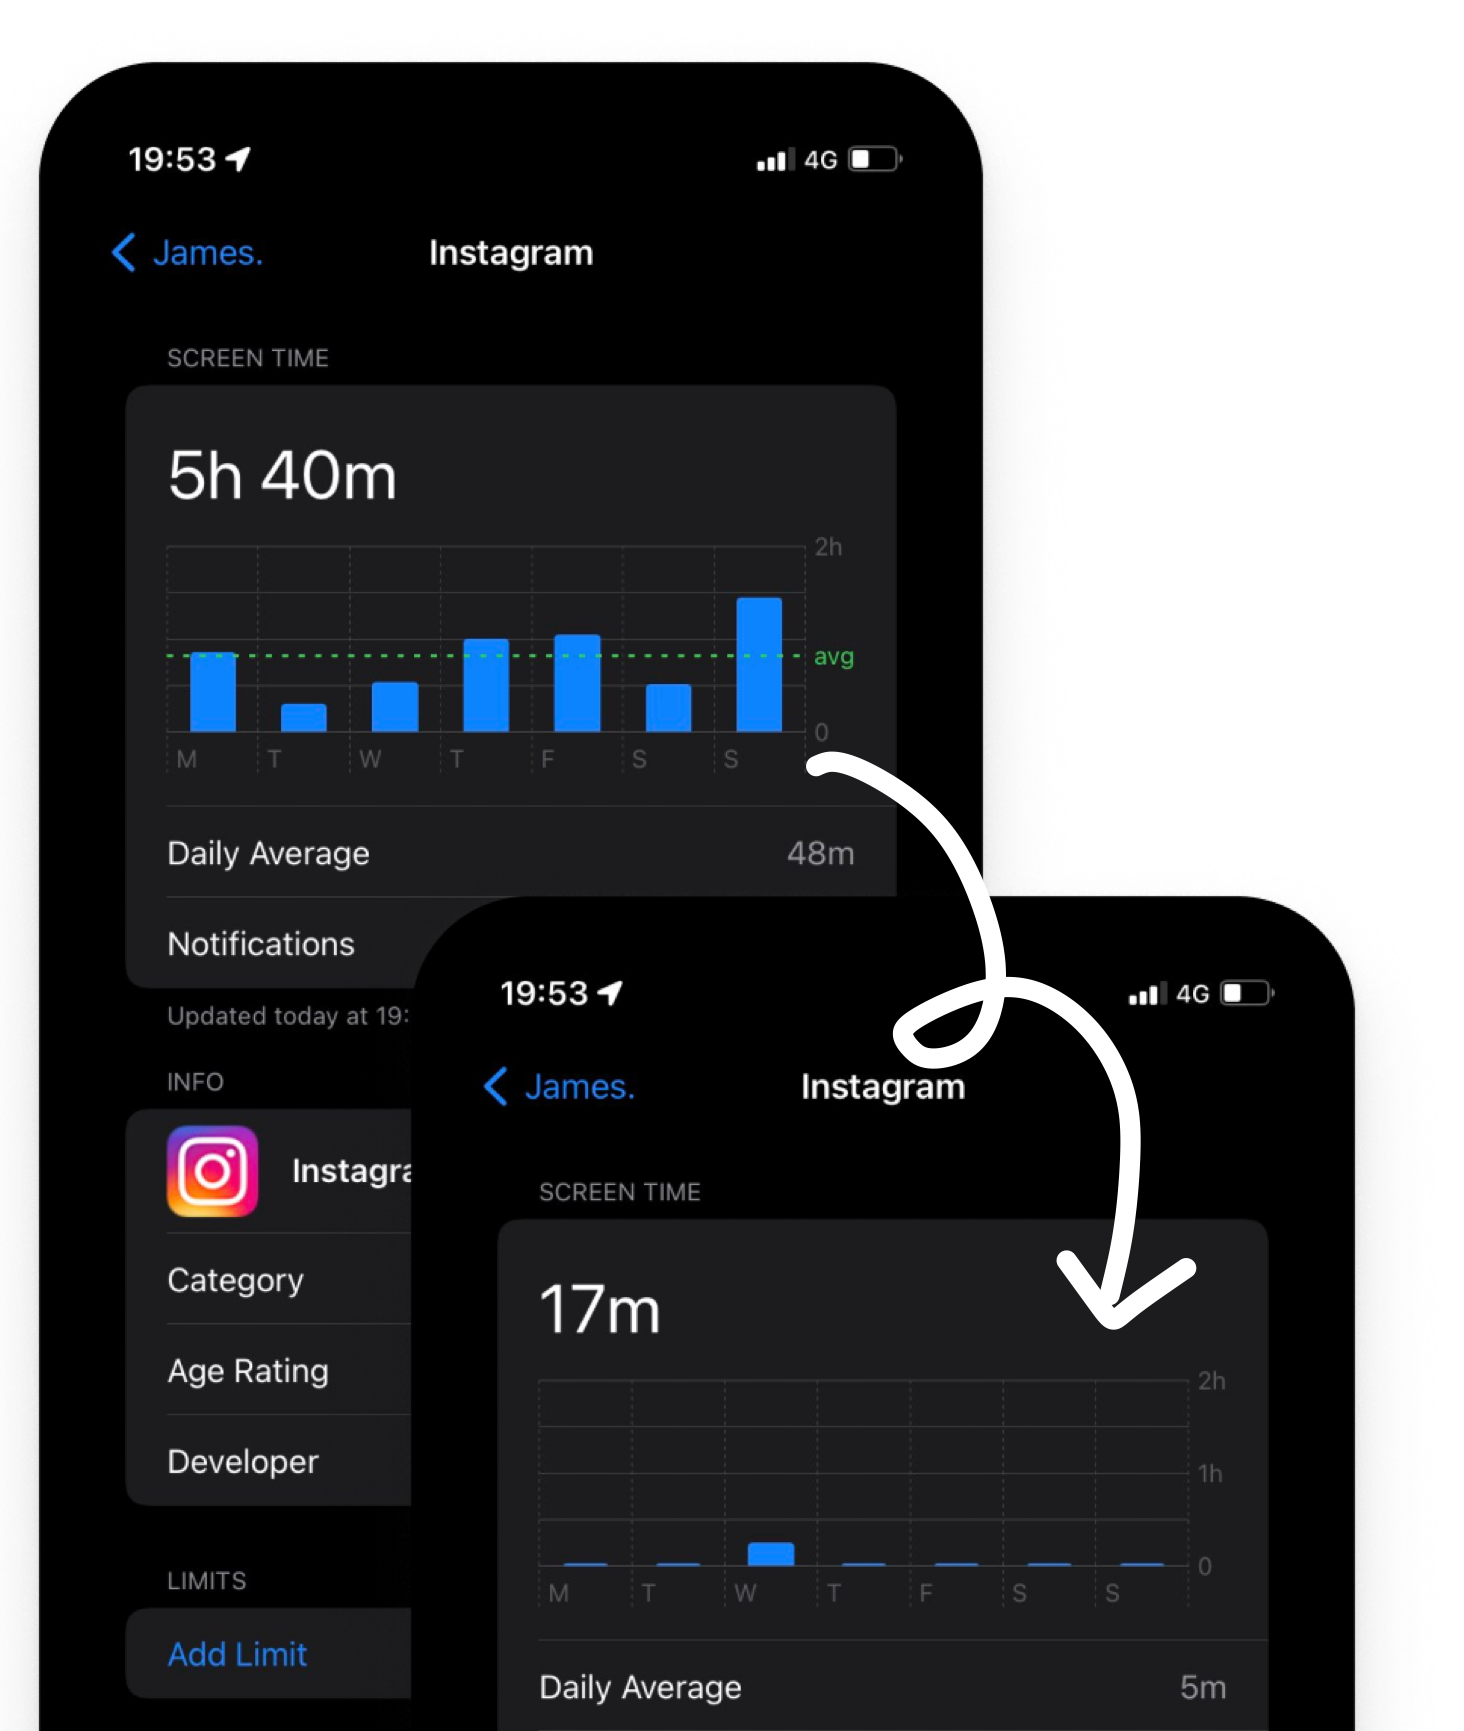 19:53 4G
James. Instagram
SCREEN TIME
5h 40m
2h
avg
0
M T W T F S S
Daily Average 48m
Notifications
Updated today at 19:
INFO
Instagra
Category
Age Rating
Developer
LIMITS
Add Limit
19:53 4G
James. Instagram
SCREEN TIME
17m
2h
1h
0
M T W T F S S
Daily Average 5m